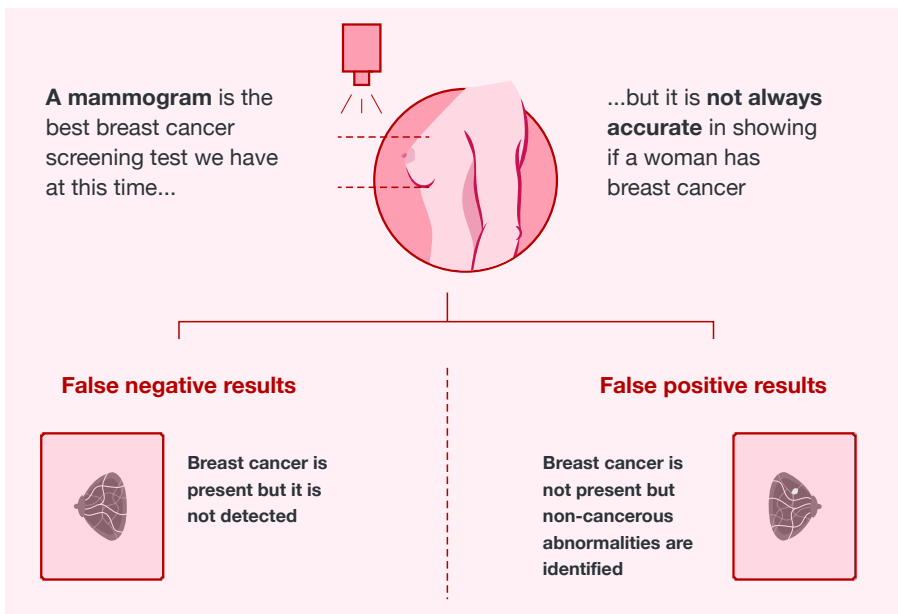 A mammogram is the
best breast cancer
screening test we have
at this time...
...but it is not always
accurate in showing
if a woman has
breast cancer
False negative results
Breast cancer is
present but it is
not detected
False positive results
Breast cancer is
not present but
non-cancerous
abnormalities are
identified